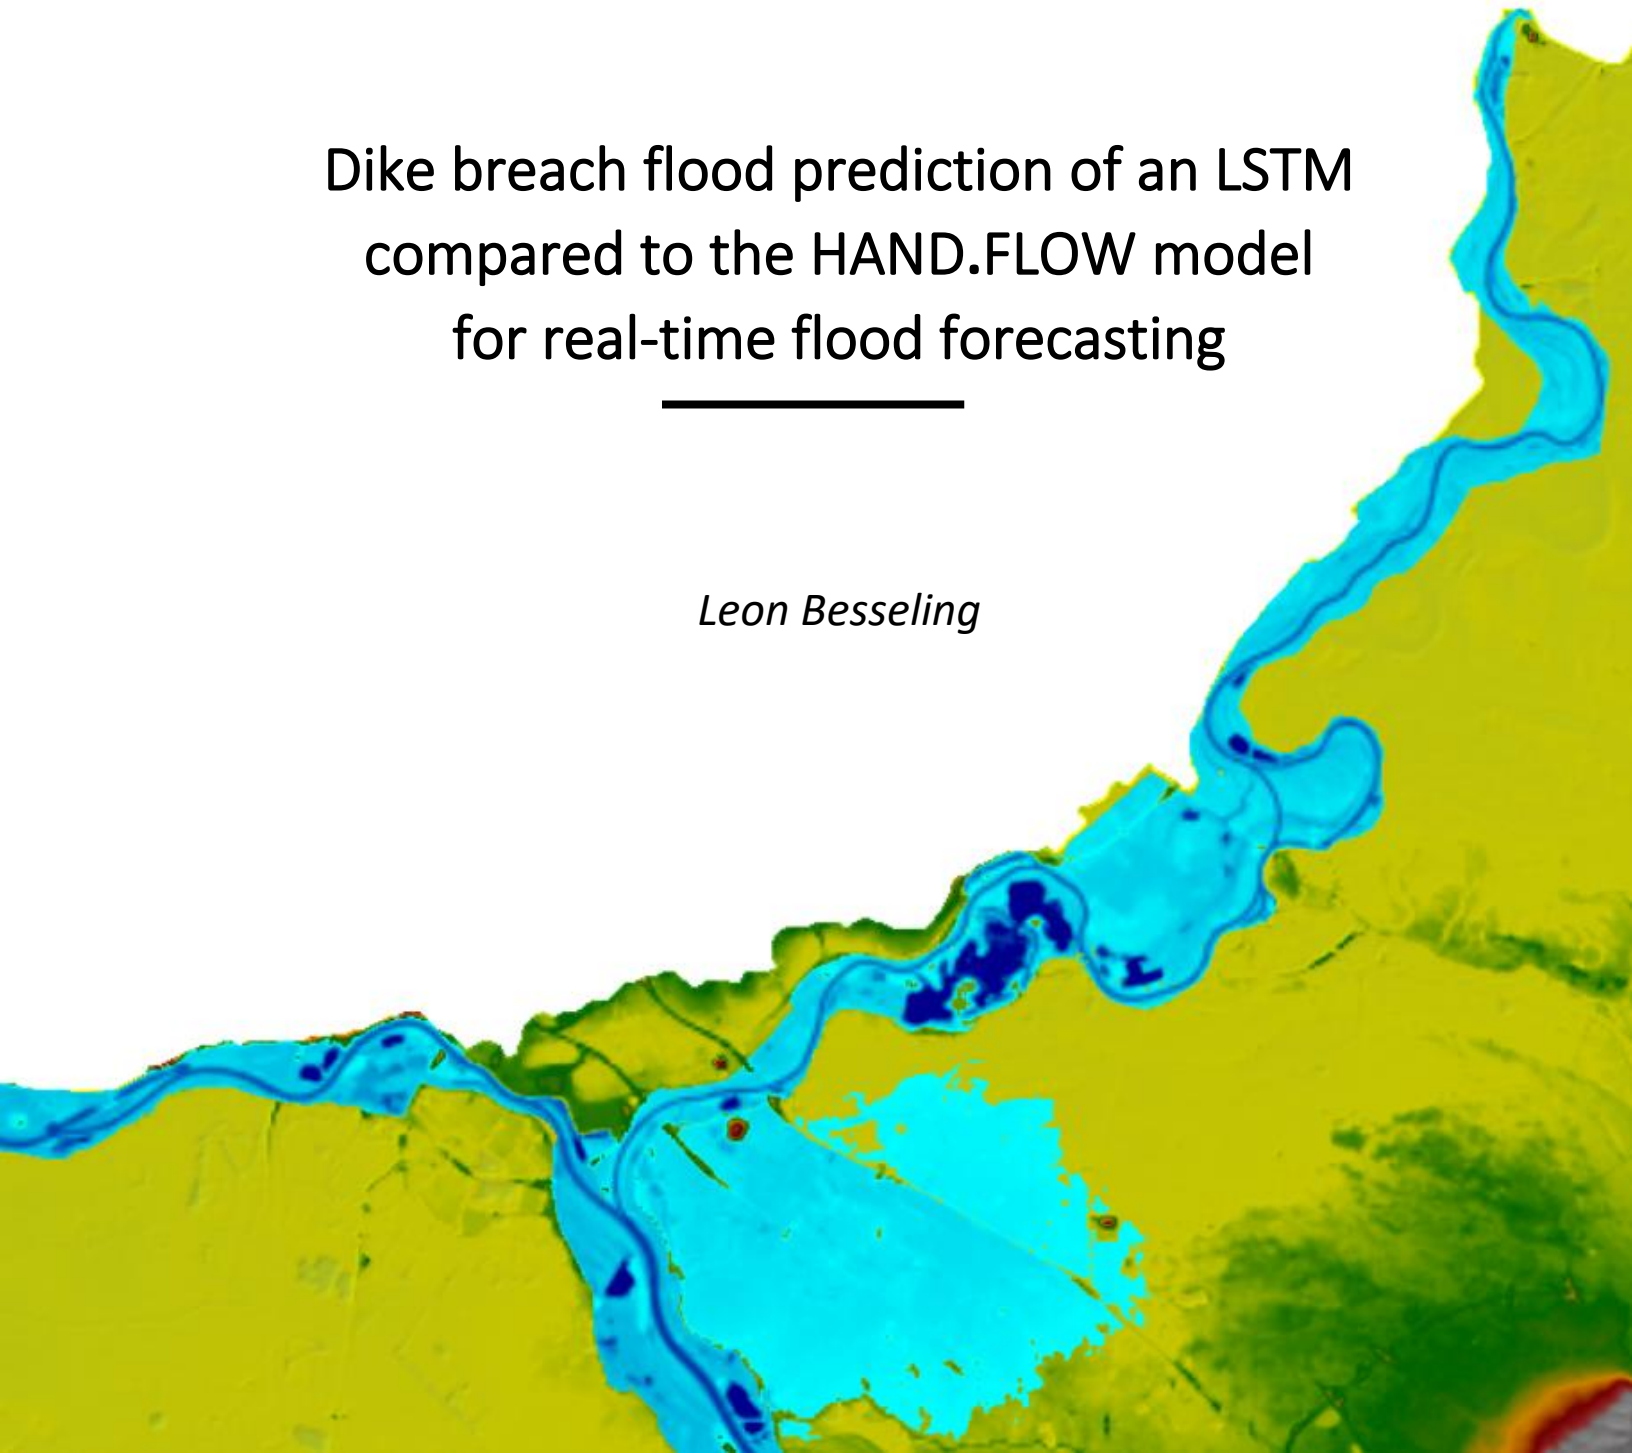 Dike breach flood prediction of an LSTM
compared to the HAND.FLOW model
for real-time flood forecasting
Leon Besseling